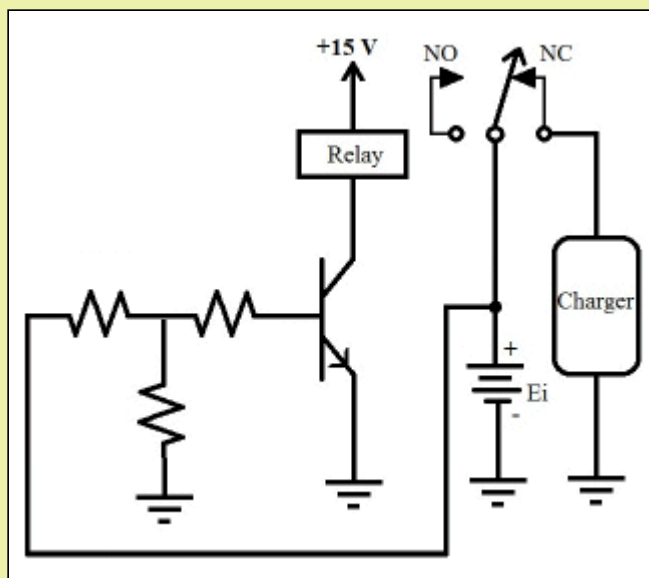 +15 V
NO
NC
Relay
Charger
+
Ei
-